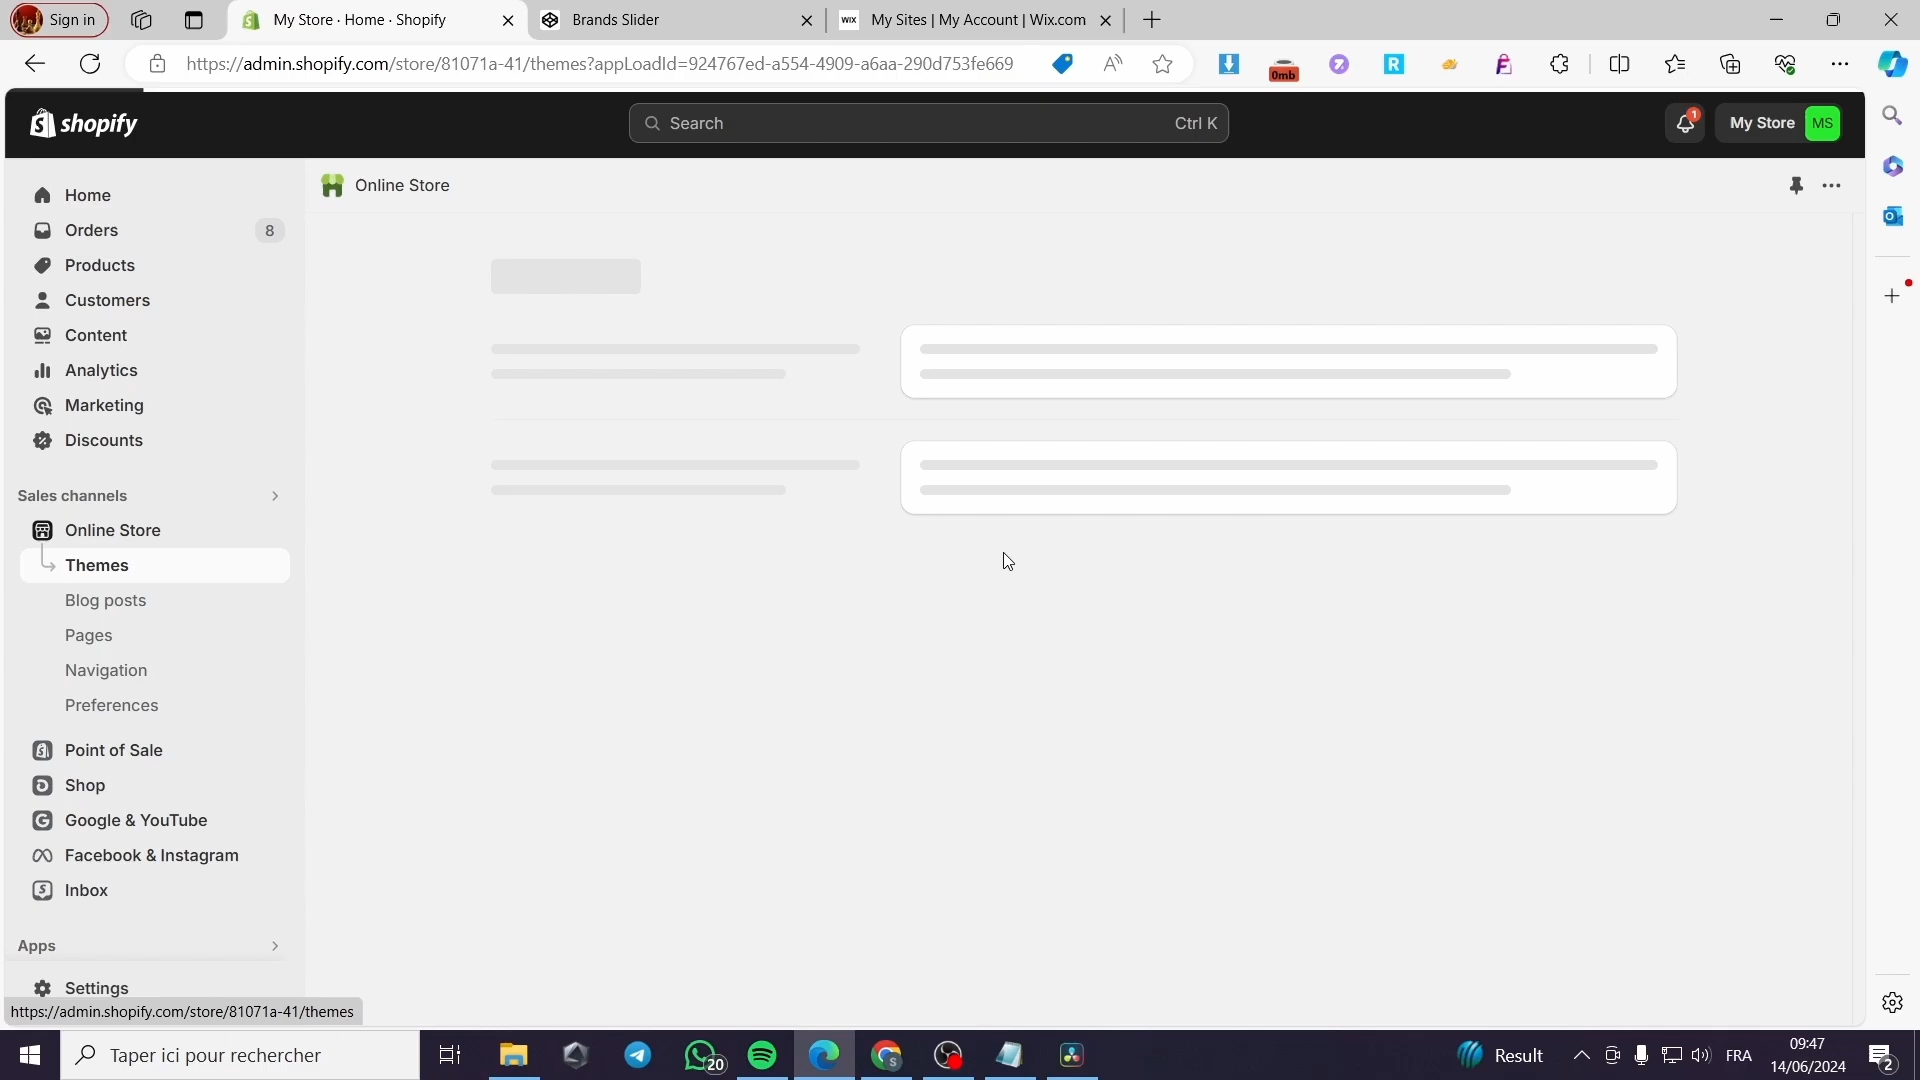 Sign in
My Store · Home · Shopify
Brands Slider
WIX
My Sites | My Account | Wix.com
https://admin.shopify.com/store/81071a-41/themes?appLoadId=924767ed-a554-4909-a6aa-290d753fe669
0mb
shopify
Search
Ctrl K
1
My Store
MS
Online Store
Home
Orders
8
Products
Customers
Content
Analytics
Marketing
Discounts
Sales channels
Online Store
Themes
Blog posts
Pages
Navigation
Preferences
Point of Sale
Shop
Google & YouTube
Facebook & Instagram
Inbox
Apps
Settings
https://admin.shopify.com/store/81071a-41/themes
Taper ici pour rechercher
20
Result
FRA
09:47
14/06/2024
2